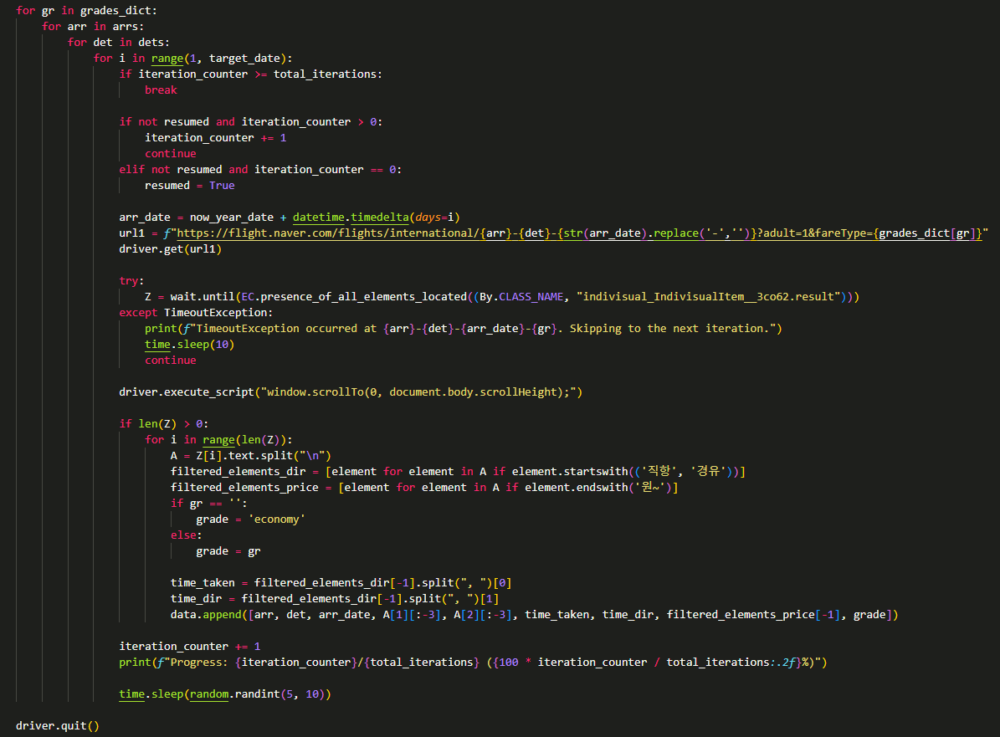 for gr in grades_dict:
    for arr in arrs:
        for det in dets:
            for i in range(1, target_date):
                if iteration_counter >= total_iterations:
                    break

                if not resumed and iteration_counter > 0:
                    iteration_counter += 1
                    continue
                elif not resumed and iteration_counter == 0:
                    resumed = True

                arr_date = now_year_date + datetime.timedelta(days=i)
                url1 = f"https://flight.naver.com/flights/international/{arr}-{det}-{str(arr_date).replace('-','')}?adult=1&fareType={grades_dict[gr]}"
                driver.get(url1)

                try:
                    Z = wait.until(EC.presence_of_all_elements_located((By.CLASS_NAME, "indivisual_IndivisualItem__3co62.result")))
                except TimeoutException:
                    print(f"TimeoutException occurred at {arr}-{det}-{arr_date}-{gr}. Skipping to the next iteration.")
                    time.sleep(10)
                    continue

                driver.execute_script("window.scrollTo(0, document.body.scrollHeight);")

                if len(Z) > 0:
                    for i in range(len(Z)):
                        A = Z[i].text.split("\n")
                        filtered_elements_dir = [element for element in A if element.startswith(('직항', '경유'))]
                        filtered_elements_price = [element for element in A if element.endswith('원~')]
                        if gr == '':
                            grade = 'economy'
                        else:
                            grade = gr

                        time_taken = filtered_elements_dir[-1].split(", ")[0]
                        time_dir = filtered_elements_dir[-1].split(", ")[1]
                        data.append([arr, det, arr_date, A[1][:-3], A[2][:-3], time_taken, time_dir, filtered_elements_price[-1], grade])

                iteration_counter += 1
                print(f"Progress: {iteration_counter}/{total_iterations} ({100 * iteration_counter / total_iterations:.2f}%)")

                time.sleep(random.randint(5, 10))

driver.quit()